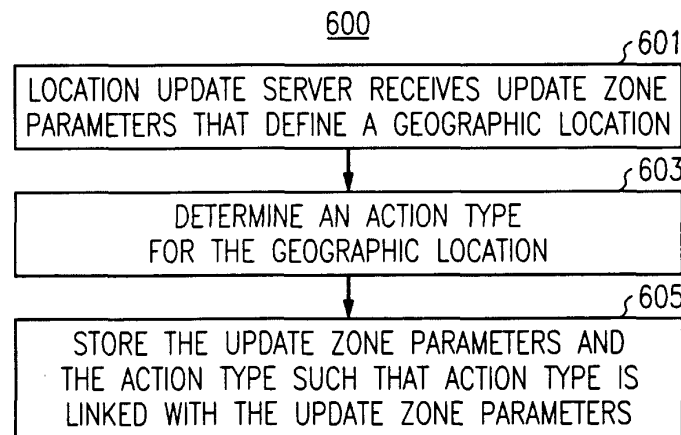 600
601
LOCATION UPDATE SERVER RECEIVES UPDATE ZONE
PARAMETERS THAT DEFINE A GEOGRAPHIC LOCATION
603
DETERMINE AN ACTION TYPE
FOR THE GEOGRAPHIC LOCATION
605
STORE THE UPDATE ZONE PARAMETERS AND
THE ACTION TYPE SUCH THAT ACTION TYPE IS
LINKED WITH THE UPDATE ZONE PARAMETERS